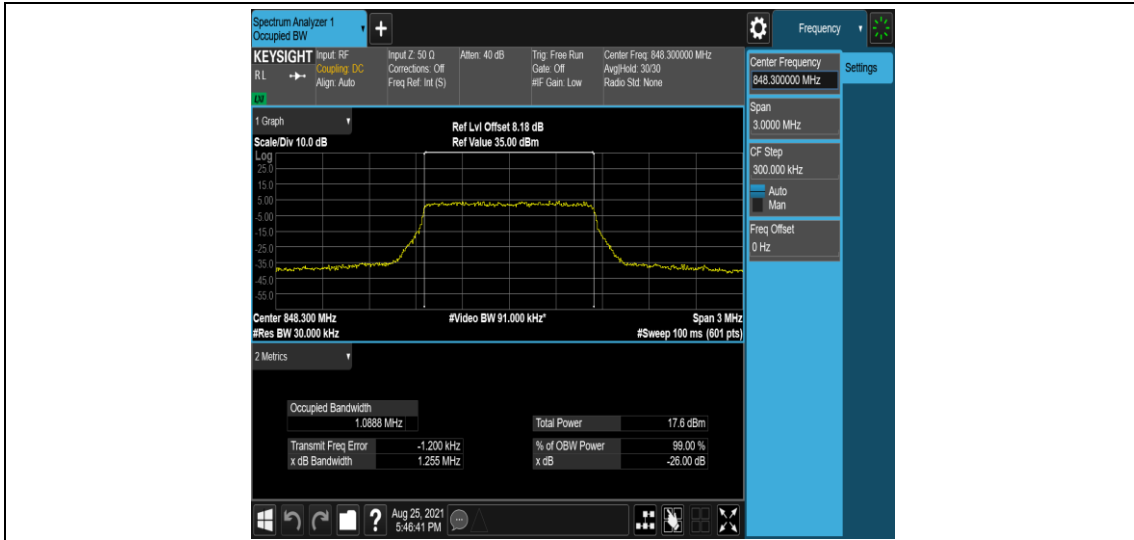 Spectrum Analyzer 1
Occupied BW
+
Frequency
KEYSIGHT
RL
Input: RF
Coupling: DC
Align: Auto
Input Z: 50 Ω
Corrections: Off
Freq Ref: Int (S)
Atten: 40 dB
Trig: Free Run
Gate: Off
#IF Gain: Low
Center Freq: 848.300000 MHz
Avg|Hold: 30/30
Radio Std: None
Center Frequency
848.300000 MHz
Settings
Span
3.0000 MHz
CF Step
300.000 kHz
Auto
Man
Freq Offset
0 Hz
1 Graph
Scale/Div 10.0 dB
Ref Lvl Offset 8.18 dB
Ref Value 35.00 dBm
Log
25.0
15.0
5.00
-5.00
-15.0
-25.0
-35.0
-45.0
-55.0
Center 848.300 MHz
#Video BW 91.000 kHz*
Span 3 MHz
#Res BW 30.000 kHz
#Sweep 100 ms (601 pts)
2 Metrics
Occupied Bandwidth
1.0888 MHz
Total Power 17.6 dBm
Transmit Freq Error -1.200 kHz
% of OBW Power 99.00 %
x dB Bandwidth 1.255 MHz
x dB -26.00 dB
?
Aug 25, 2021
5:46:41 PM